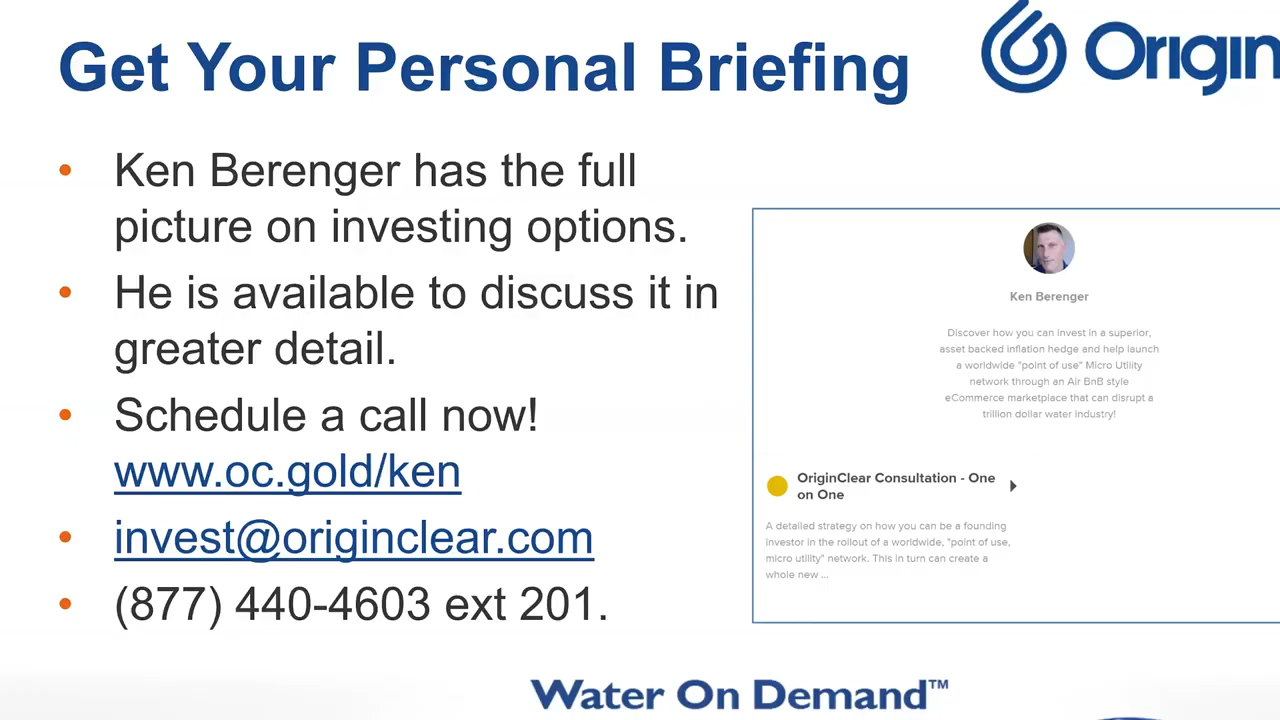 Get Your Personal Briefing
Origin
• Ken Berenger has the full
picture on investing options.
• He is available to discuss it in
greater detail.
• Schedule a call now!
www.oc.gold/ken
• invest@originclear.com
• (877) 440-4603 ext 201.
Ken Berenger
Discover how you can invest in a superior,
asset backed inflation hedge and help launch
a worldwide "point of use" Micro Utility
network through an Air BnB style
eCommerce marketplace that can disrupt a
trillion dollar water industry!
OriginClear Consultation - One
on One
A detailed strategy on how you can be a founding
investor in the rollout of a worldwide, "point of use,
micro utility" network. This in turn can create a
whole new ...
Water On Demand™